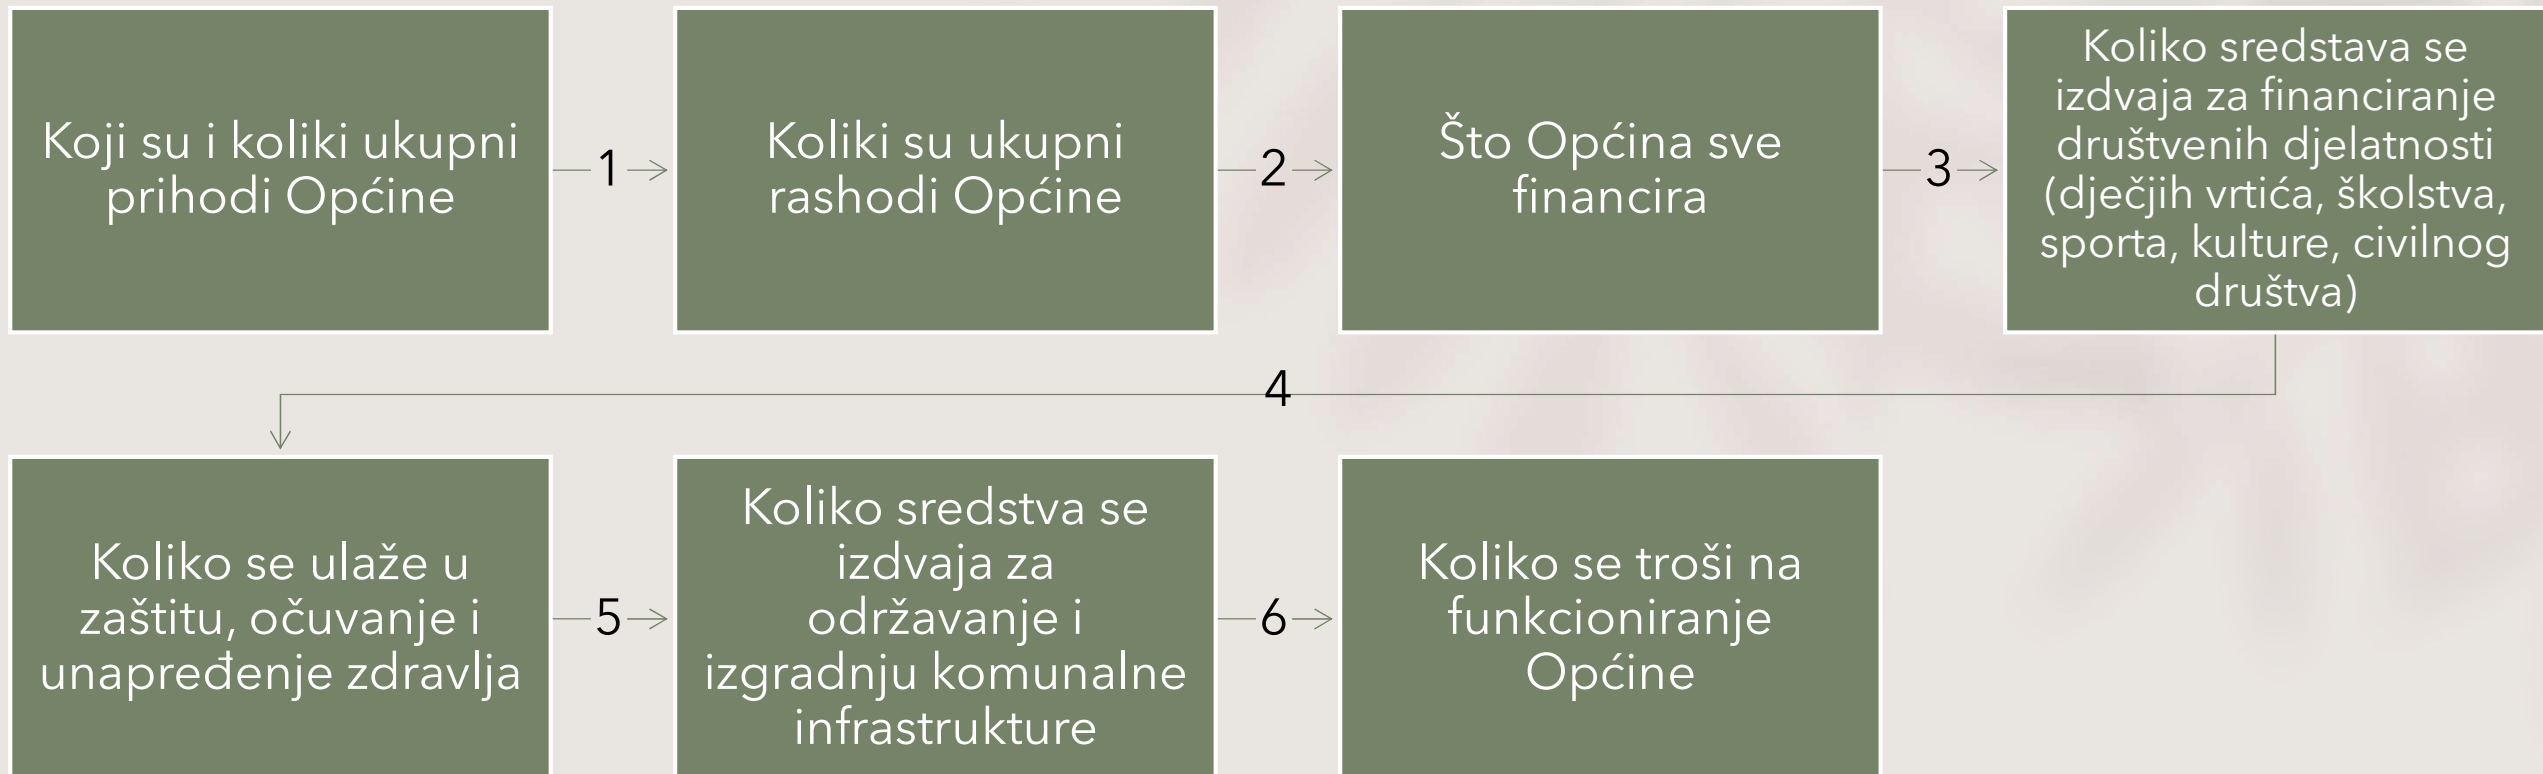 Koji su i koliki ukupni
prihodi Općine
1
Koliki su ukupni
rashodi Općine
2
Što Općina sve
financira
3
Koliko sredstava se
izdvaja za financiranje
društvenih djelatnosti
(dječjih vrtića, školstva,
sporta, kulture, civilnog
društva)
4
Koliko se ulaže u
zaštitu, očuvanje i
unapređenje zdravlja
5
Koliko sredstva se
izdvaja za
održavanje i
izgradnju komunalne
infrastrukture
6
Koliko se troši na
funkcioniranje
Općine